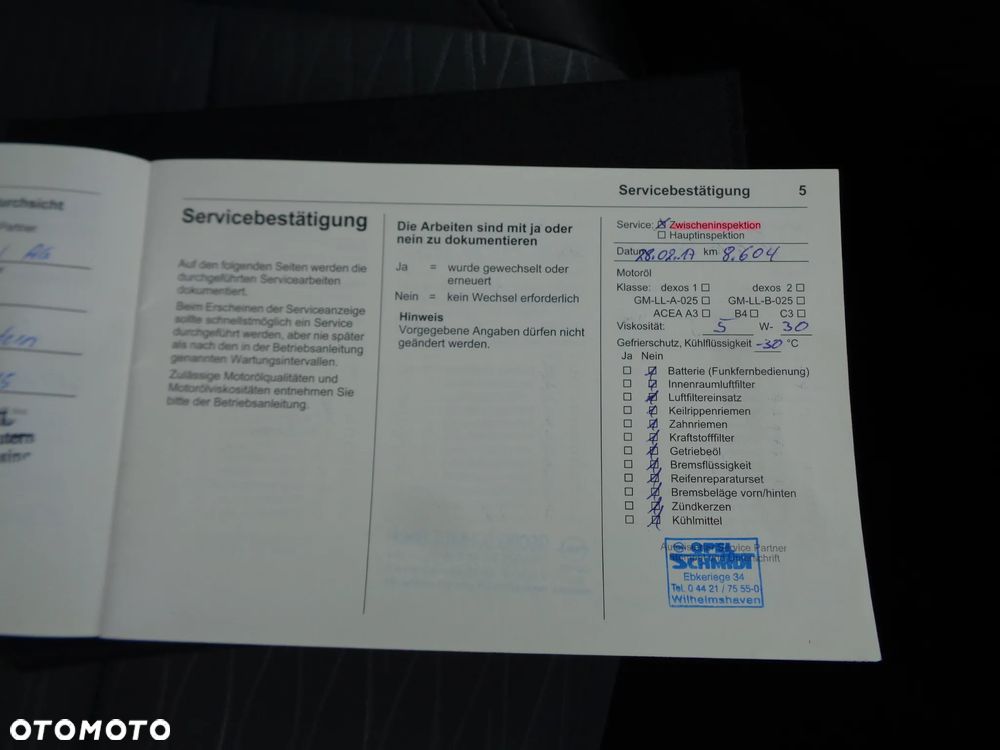 Servicebestätigung 5
urchsicht
Partner
Servicebestätigung
Auf den folgenden Seiten werden die
durchgeführten Servicearbeiten
dokumentiert.
Beim Erscheinen der Serviceanzeige
sollte schnellstmöglich ein Service
durchgeführt werden, aber nie später
als nach den in der Betriebsanleitung
genannten Wartungsintervallen.
Zulässige Motorölqualitäten und
Motorölviskositäten entnehmen Sie
bitte der Betriebsanleitung.
Die Arbeiten sind mit ja oder
nein zu dokumentieren
Ja = wurde gewechselt oder
erneuert
Nein = kein Wechsel erforderlich
Hinweis
Vorgegebene Angaben dürfen nicht
geändert werden.
Service: ☒ Zwischeninspektion
☐ Hauptinspektion
Datum 28.02.17 km 8.604
Motoröl
Klasse: dexos 1 ☐ dexos 2 ☐
GM-LL-A-025 ☐ GM-LL-B-025 ☐
ACEA A3 ☐ B4 ☐ C3 ☐
Viskosität: 5 W- 30
Gefrierschutz, Kühlflüssigkeit -30 °C
Ja Nein
☐ ☒ Batterie (Funkfernbedienung)
☐ ☒ Innenraumluftfilter
☐ ☒ Luftfiltereinsatz
☐ ☒ Keilrippenriemen
☐ ☒ Zahnriemen
☐ ☒ Kraftstofffilter
☐ ☒ Getriebeöl
☐ ☒ Bremsflüssigkeit
☐ ☒ Reifenreparaturset
☐ ☒ Bremsbeläge vorn/hinten
☐ ☒ Zündkerzen
☐ ☒ Kühlmittel
Service Partner
OPEL
SCHMIDT
Ebkeriege 34
Tel. 0 44 21 / 75 55-0
Wilhelmshaven
OTOMOTO